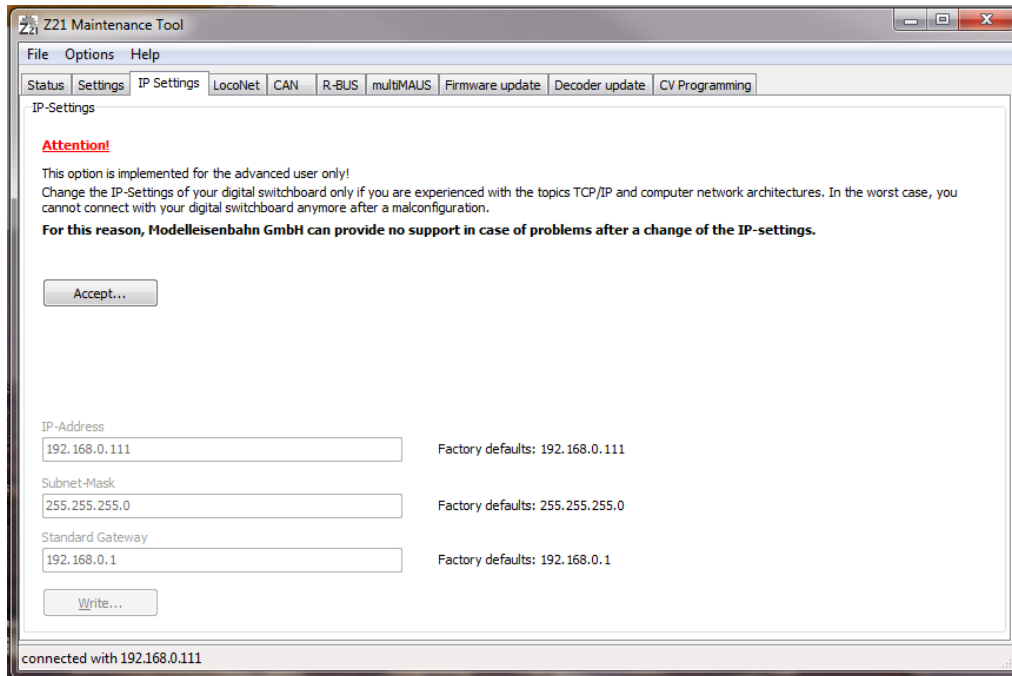 Z21 Maintenance Tool
File Options Help
Status Settings IP Settings LocoNet CAN R-BUS multiMAUS Firmware update Decoder update CV Programming
IP-Settings
Attention!
This option is implemented for the advanced user only!
Change the IP-Settings of your digital switchboard only if you are experienced with the topics TCP/IP and computer network architectures. In the worst case, you
cannot connect with your digital switchboard anymore after a malconfiguration.
For this reason, Modelleisenbahn GmbH can provide no support in case of problems after a change of the IP-settings.
Accept...
IP-Address
192.168.0.111 Factory defaults: 192.168.0.111
Subnet-Mask
255.255.255.0 Factory defaults: 255.255.255.0
Standard Gateway
192.168.0.1 Factory defaults: 192.168.0.1
Write...
connected with 192.168.0.111